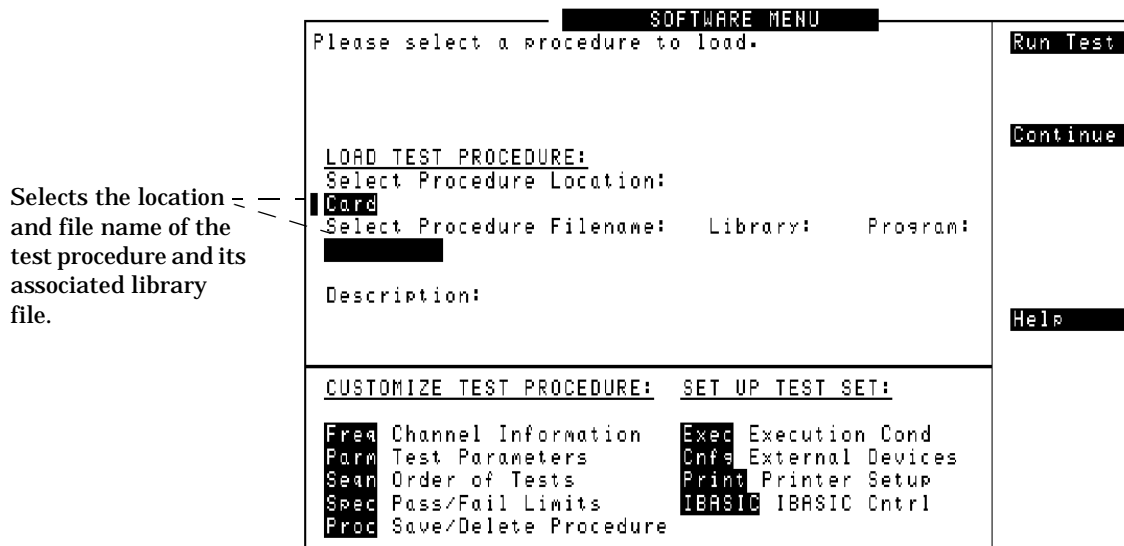 SOFTWARE MENU
Please select a procedure to load.
Run Test
Continue
LOAD TEST PROCEDURE:
Select Procedure Location:
Card
Select Procedure Filename: Library: Program:
Description:
Help
Selects the location
and file name of the
test procedure and its
associated library
file.
CUSTOMIZE TEST PROCEDURE: SET UP TEST SET:
Freq Channel Information Exec Execution Cond
Parm Test Parameters Cnfg External Devices
Seqn Order of Tests Print Printer Setup
Spec Pass/Fail Limits IBASIC IBASIC Cntrl
Proc Save/Delete Procedure